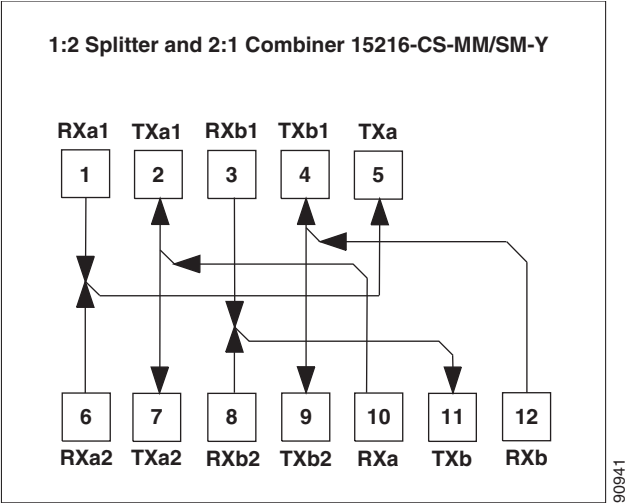 1:2 Splitter and 2:1 Combiner 15216-CS-MM/SM-Y
RXa1 TXa1 RXb1 TXb1 TXa
1 2 3 4 5
6 7 8 9 10 11 12
RXa2 TXa2 RXb2 TXb2 RXa TXb RXb
90941